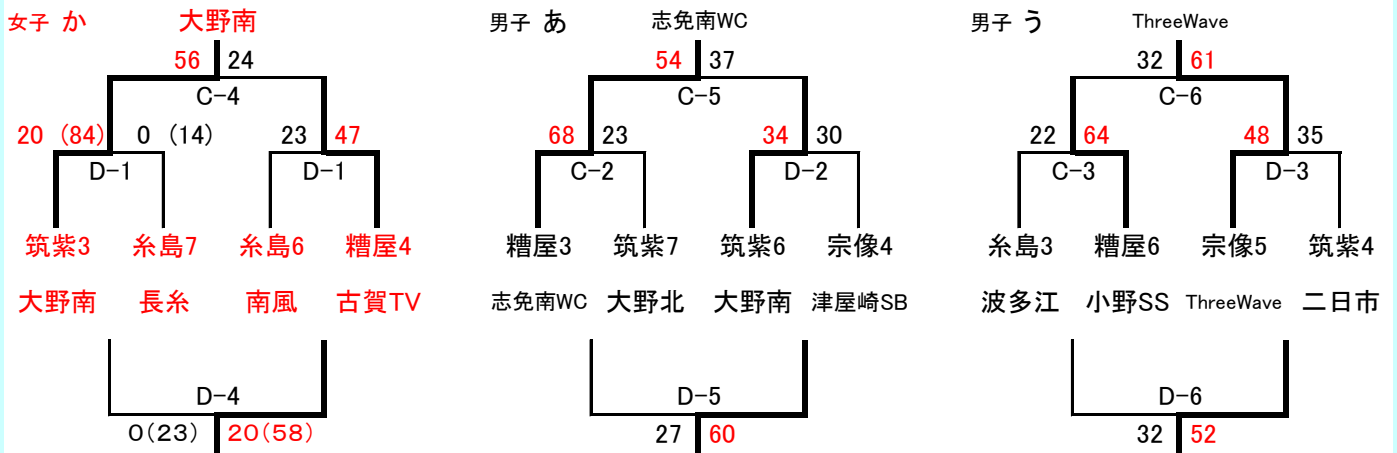 女子 か 大野南
56 24
C-4
20 (84) 0 (14) 23 47
D-1 D-1
筑紫3 糸島7 糸島6 糟屋4
大野南 長糸 南風 古賀TV
D-4
0(23) 20(58)
男子 あ 志免南WC
54 37
C-5
68 23 34 30
C-2 D-2
糟屋3 筑紫7 筑紫6 宗像4
志免南WC 大野北 大野南 津屋崎SB
D-5
27 60
男子 う ThreeWave
32 61
C-6
22 64 48 35
C-3 D-3
糸島3 糟屋6 宗像5 筑紫4
波多江 小野SS ThreeWave 二日市
D-6
32 52